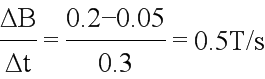 ΔB/Δt = (0.2−0.05)/0.3 = 0.5T/s